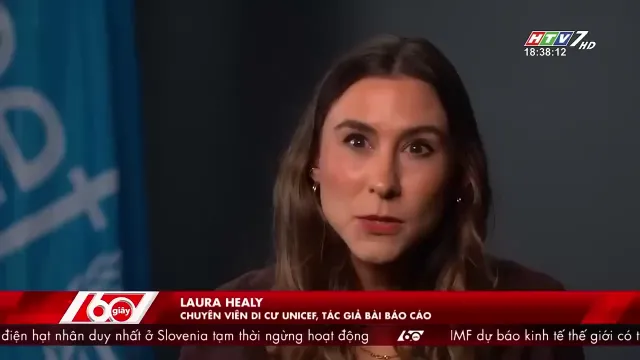 HTV7 HD
18:38:12
et
LAURA HEALY
CHUYÊN VIÊN DI CƯ UNICEF, TÁC GIẢ BÀI BÁO CÁO
60 giây
điện hạt nhân duy nhất ở Slovenia tạm thời ngừng hoạt động 60 giây IMF dự báo kinh tế thế giới có t